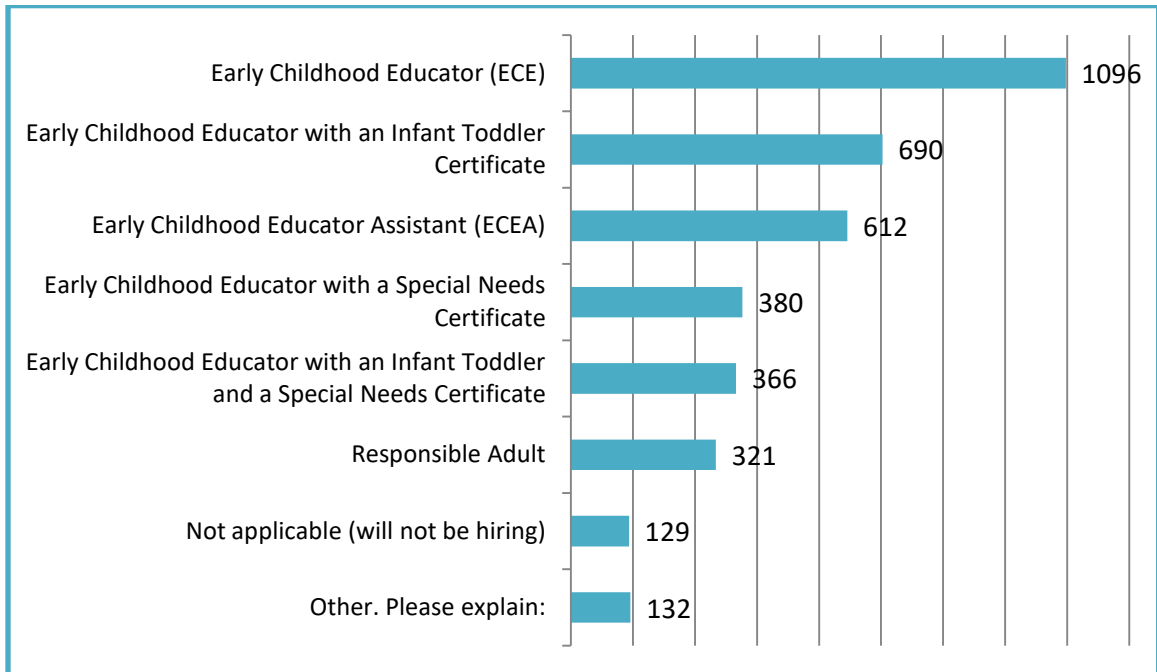 Early Childhood Educator (ECE)
1096
Early Childhood Educator with an Infant Toddler
Certificate
690
Early Childhood Educator Assistant (ECEA)
612
Early Childhood Educator with a Special Needs
Certificate
380
Early Childhood Educator with an Infant Toddler
and a Special Needs Certificate
366
Responsible Adult
321
Not applicable (will not be hiring)
129
Other. Please explain:
132